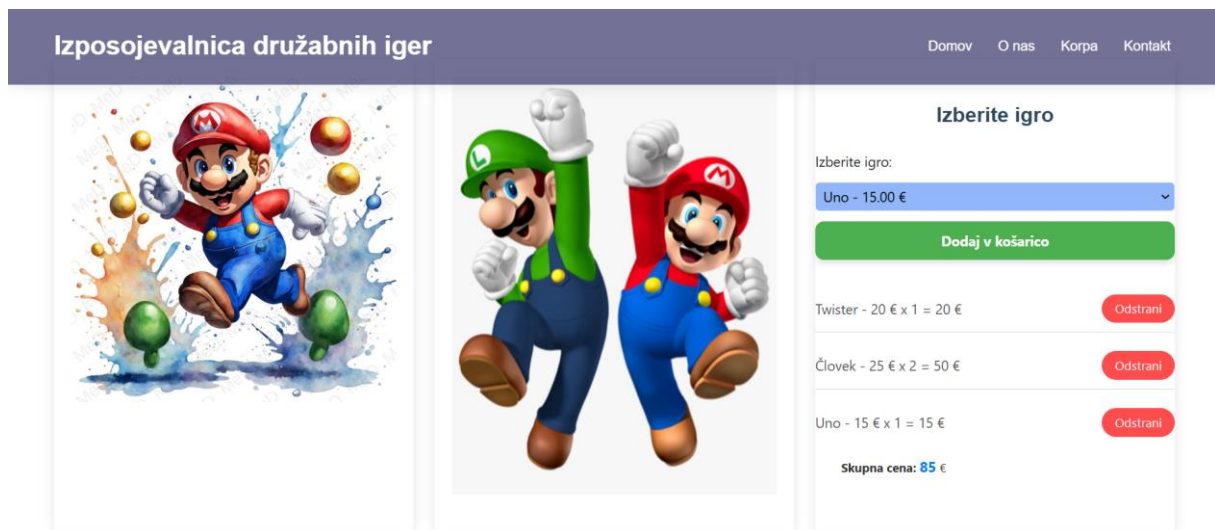 Izposojevalnica družabnih iger
Domov O nas Korpa Kontakt
M
L
M
Izberite igro
Izberite igro:
Uno - 15.00 €
Dodaj v košarico
Twister - 20 € x 1 = 20 €
Odstrani
Človek - 25 € x 2 = 50 €
Odstrani
Uno - 15 € x 1 = 15 €
Odstrani
Skupna cena: 85 €